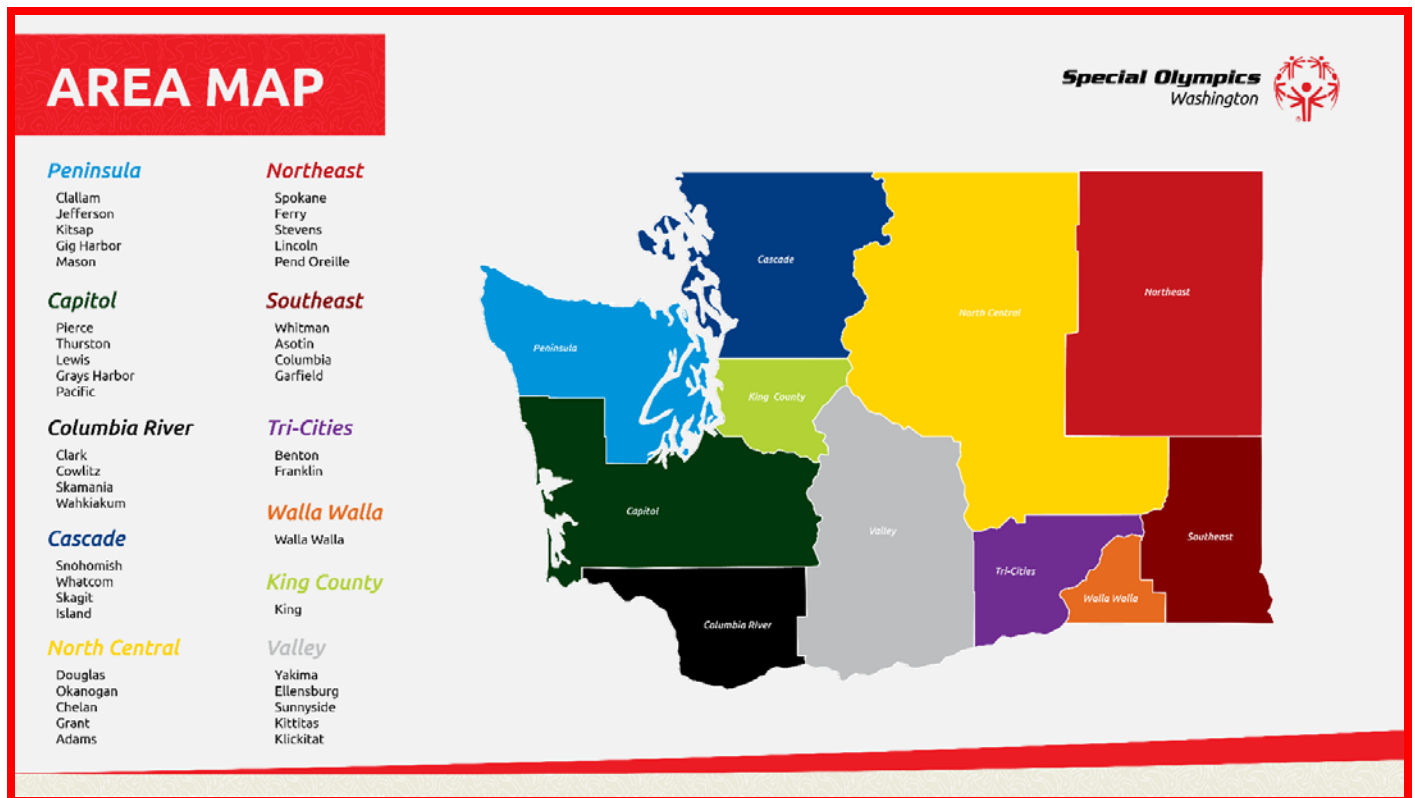 AREA MAP
Special Olympics
Washington
Peninsula
Clallam
Jefferson
Kitsap
Gig Harbor
Mason
Capitol
Pierce
Thurston
Lewis
Grays Harbor
Pacific
Columbia River
Clark
Cowlitz
Skamania
Wahkiakum
Cascade
Snohomish
Whatcom
Skagit
Island
North Central
Douglas
Okanogan
Chelan
Grant
Adams
Northeast
Spokane
Ferry
Stevens
Lincoln
Pend Oreille
Southeast
Whitman
Asotin
Columbia
Garfield
Tri-Cities
Benton
Franklin
Walla Walla
Walla Walla
King County
King
Valley
Yakima
Ellensburg
Sunnyside
Kittitas
Klickitat
Cascade
Northeast
North Central
Peninsula
King County
Capitol
Valley
Southeast
Tri-Cities
Walla Walla
Columbia River